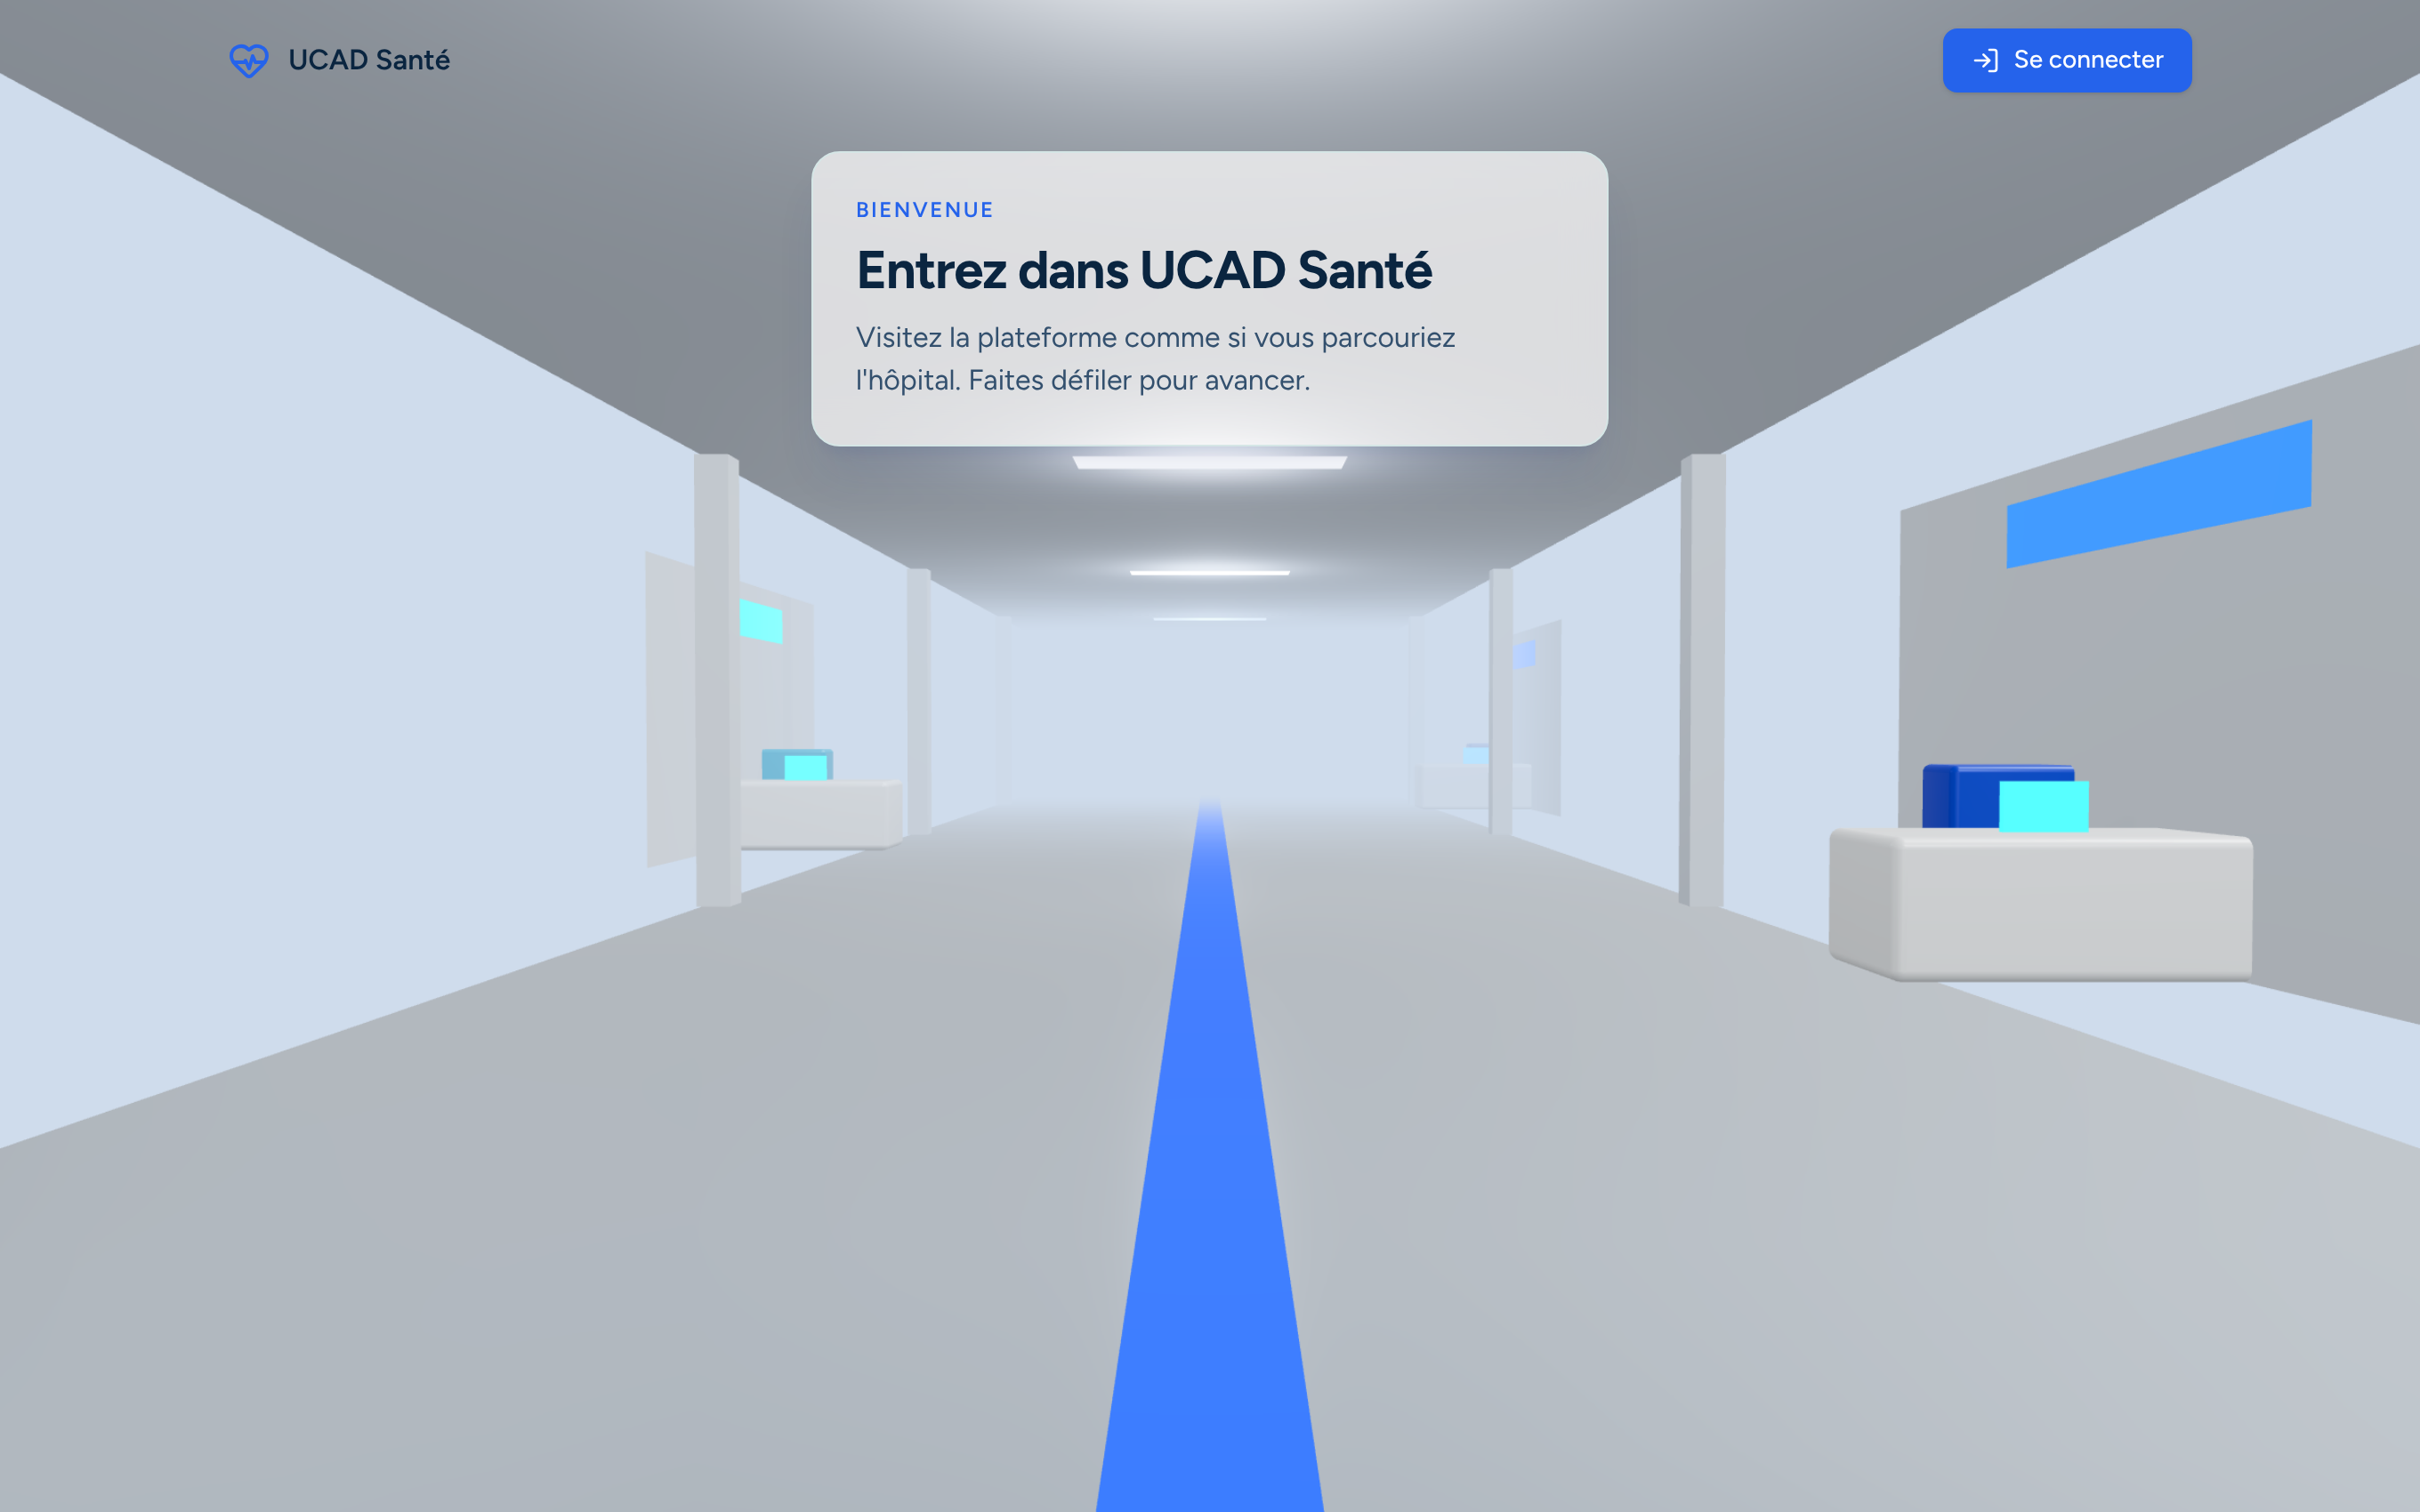 UCAD Santé
Se connecter
BIENVENUE
Entrez dans UCAD Santé
Visitez la plateforme comme si vous parcouriez
l'hôpital. Faites défiler pour avancer.